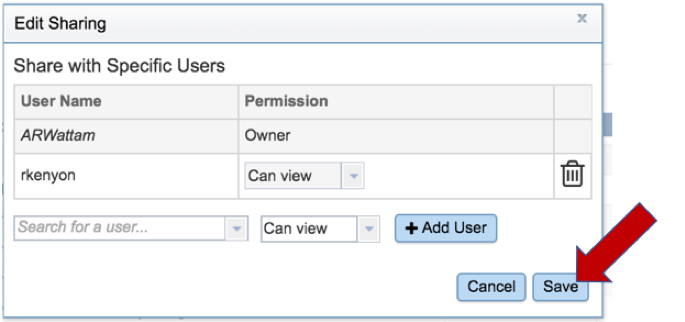 Edit Sharing x
Share with Specific Users
User Name Permission
ARWattam Owner
rkenyon Can view
Search for a user... Can view + Add User
Cancel Save